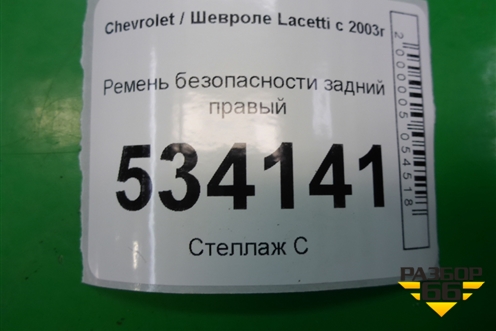 Chevrolet / Шевроле Lacetti с 2003г
Ремень безопасности задний
правый
534141
Стеллаж С
2000005054518
РАЗБОР
66